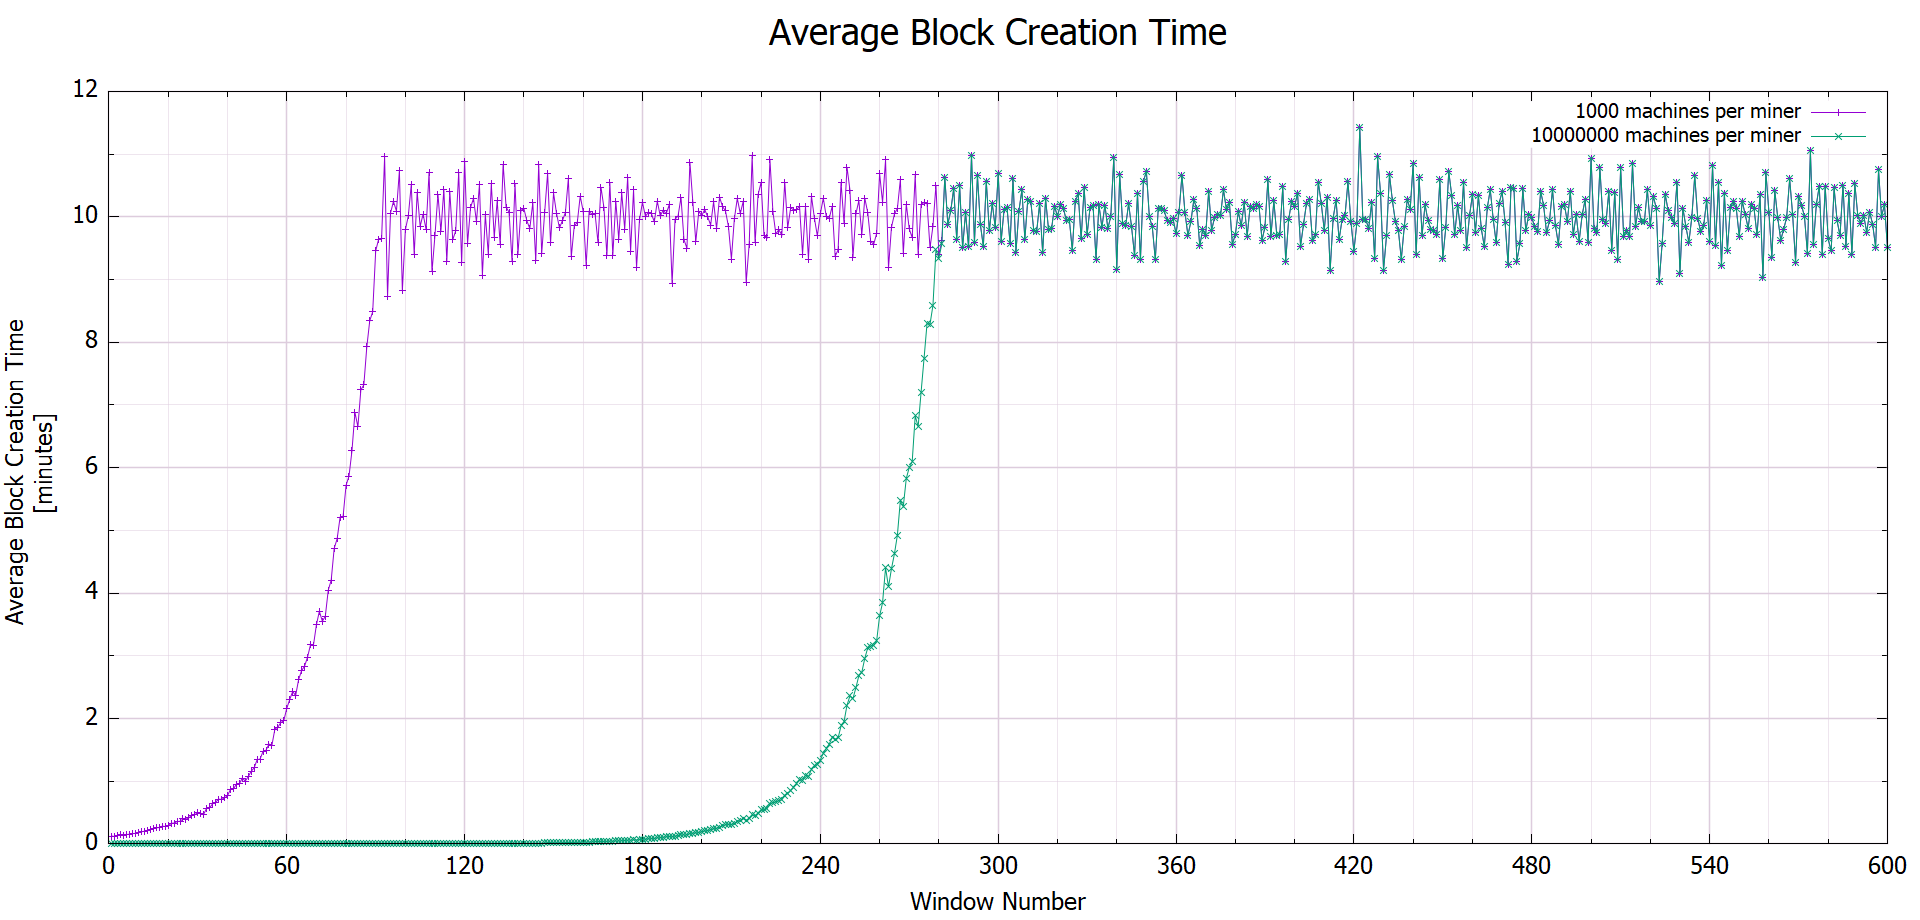 Average Block Creation Time
12
10
8
6
4
2
0
0 60 120 180 240 300 360 420 480 540 600
Average Block Creation Time
[minutes]
Window Number
1000 machines per miner
10000000 machines per miner